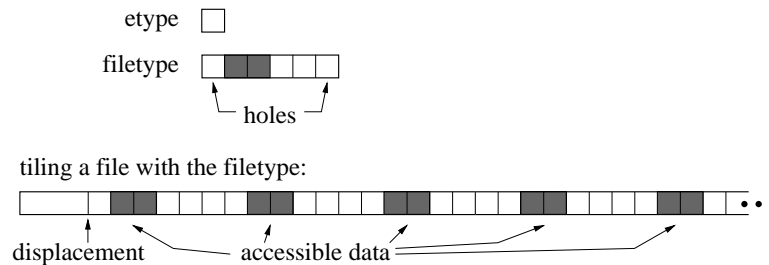 etype
filetype
holes
tiling a file with the filetype:
displacement accessible data